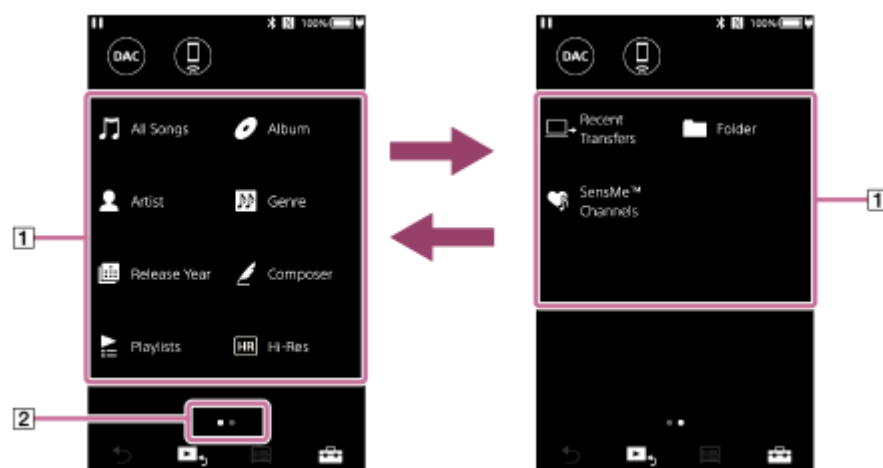 100%
DAC
All Songs
Album
Artist
Genre
Release Year
Composer
Playlists
HR Hi-Res
1
2
100%
DAC
Recent
Transfers
Folder
SensMe™
Channels
1